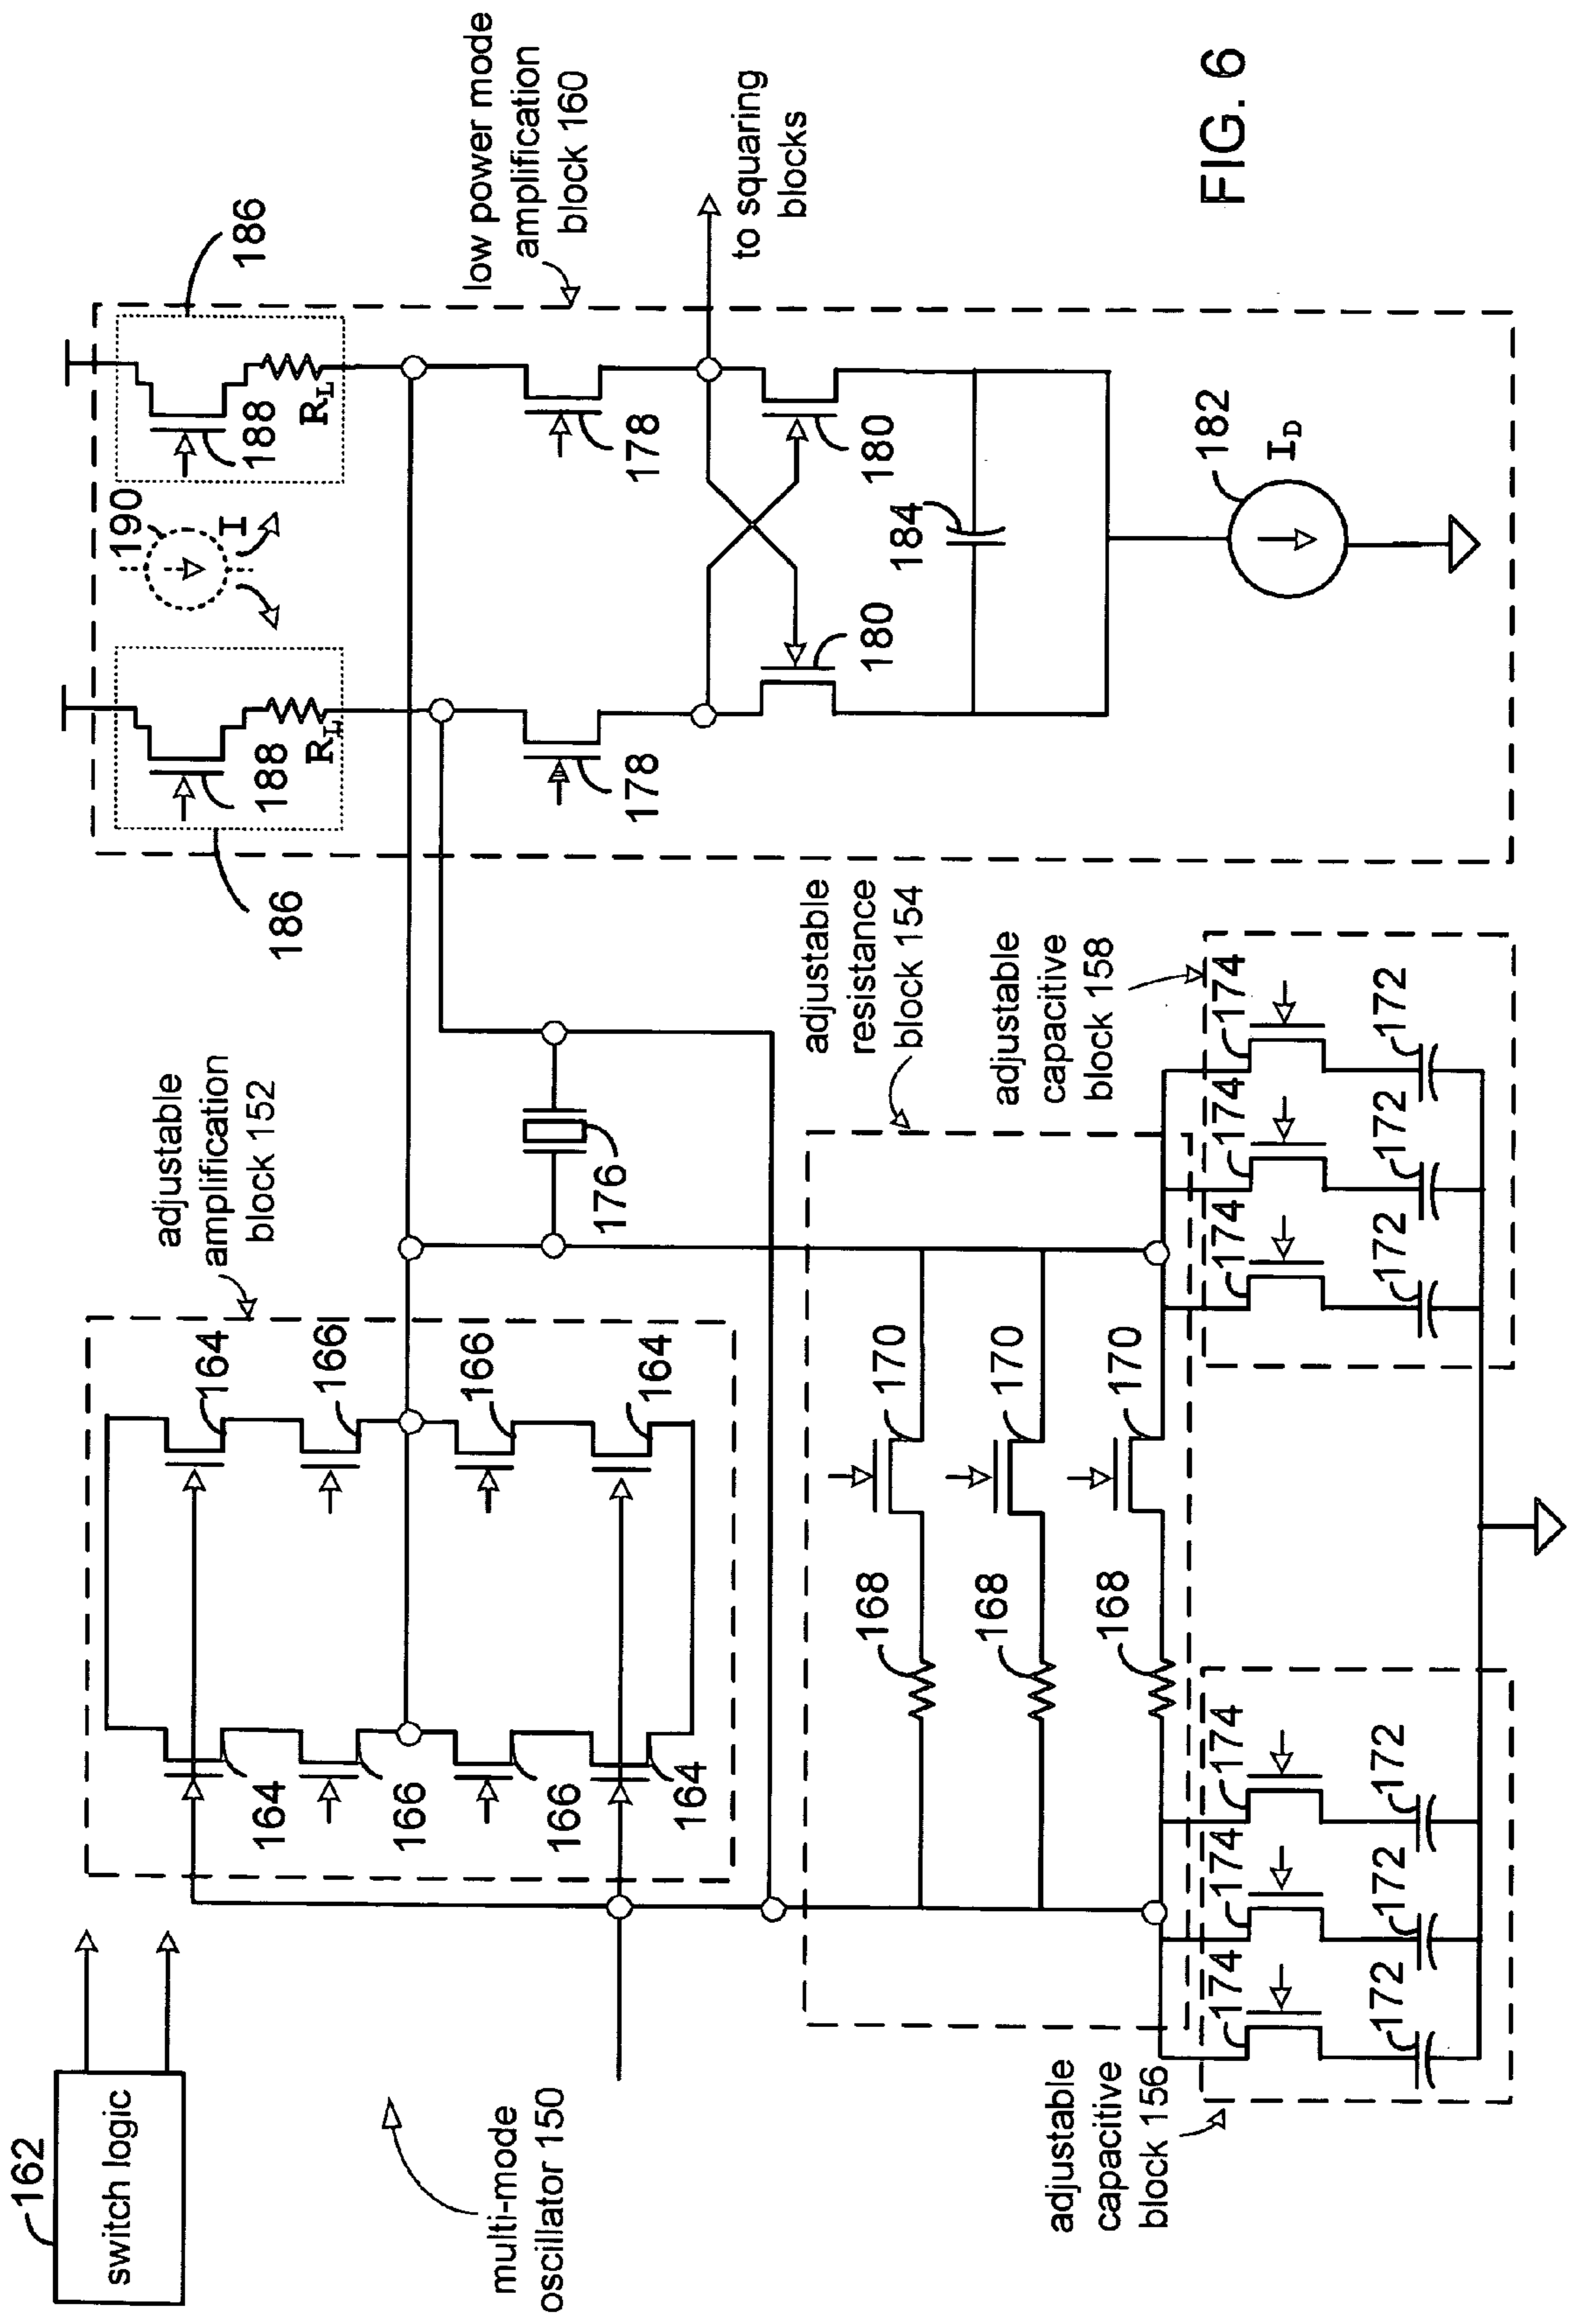 162
switch logic
multi-mode
oscillator 150
adjustable
amplification
block 152
164
166
166
164
164
166
166
164
176
adjustable
resistance
block 154
168
170
168
170
168
170
adjustable
capacitive
block 156
174
174
174
172
172
172
adjustable
capacitive
block 158
174
174
174
172
172
172
low power mode
amplification
block 160
186
186
188
R_L
190
I
188
R_L
178
178
to squaring
blocks
180
180
184
182
I_D
FIG. 6